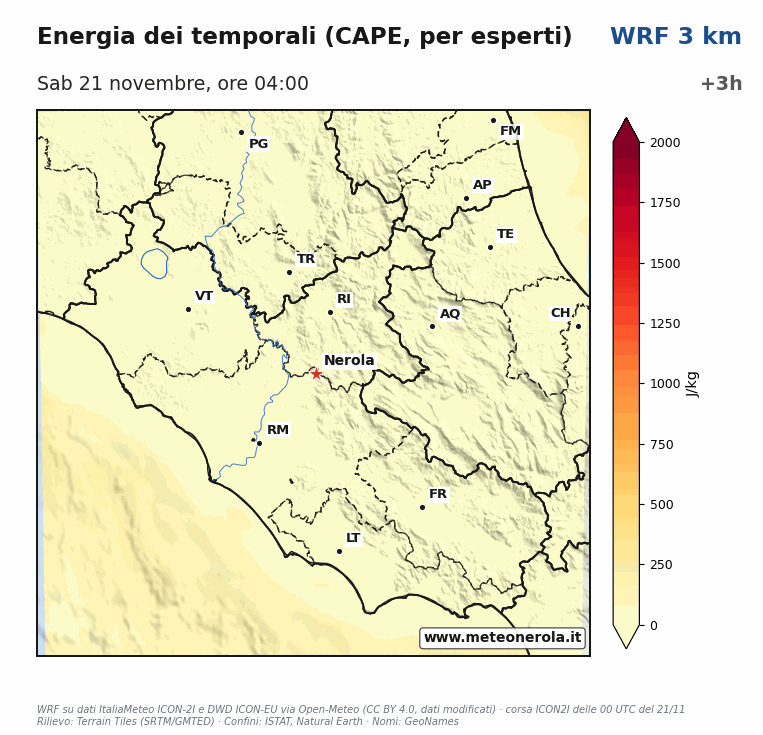 Energia dei temporali (CAPE, per esperti) WRF 3 km
Sab 21 novembre, ore 04:00 +3h
FM
PG
AP
TE
TR
VT
RI
AQ
CH
Nerola
RM
FR
LT
www.meteonerola.it
2000
1750
1500
1250
1000
750
500
250
0
J/kg
WRF su dati ItaliaMeteo ICON-2I e DWD ICON-EU via Open-Meteo (CC BY 4.0, dati modificati) · corsa ICON2I delle 00 UTC del 21/11
Rilievo: Terrain Tiles (SRTM/GMTED) · Confini: ISTAT, Natural Earth · Nomi: GeoNames